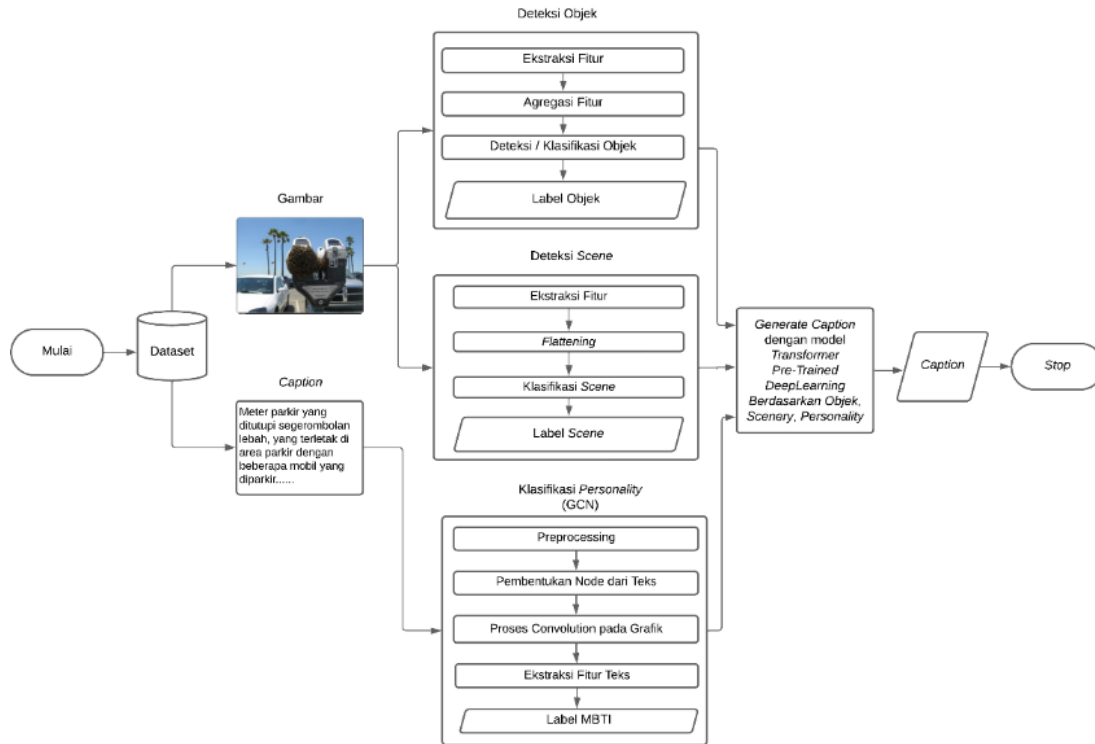 Deteksi Objek
Ekstraksi Fitur
Agregasi Fitur
Deteksi / Klasifikasi Objek
Label Objek
Gambar
Deteksi Scene
Ekstraksi Fitur
Flattening
Klasifikasi Scene
Label Scene
Mulai
Dataset
Caption
Meter parkir yang
ditutupi segerombolan
lebah, yang terletak di
area parkir dengan
beberapa mobil yang
diparkir......
Klasifikasi Personality
(GCN)
Preprocessing
Pembentukan Node dari Teks
Proses Convolution pada Grafik
Ekstraksi Fitur Teks
Label MBTI
Generate Caption
dengan model
Transformer
Pre-Trained
DeepLearning
Berdasarkan Objek,
Scenery, Personality
Caption
Stop